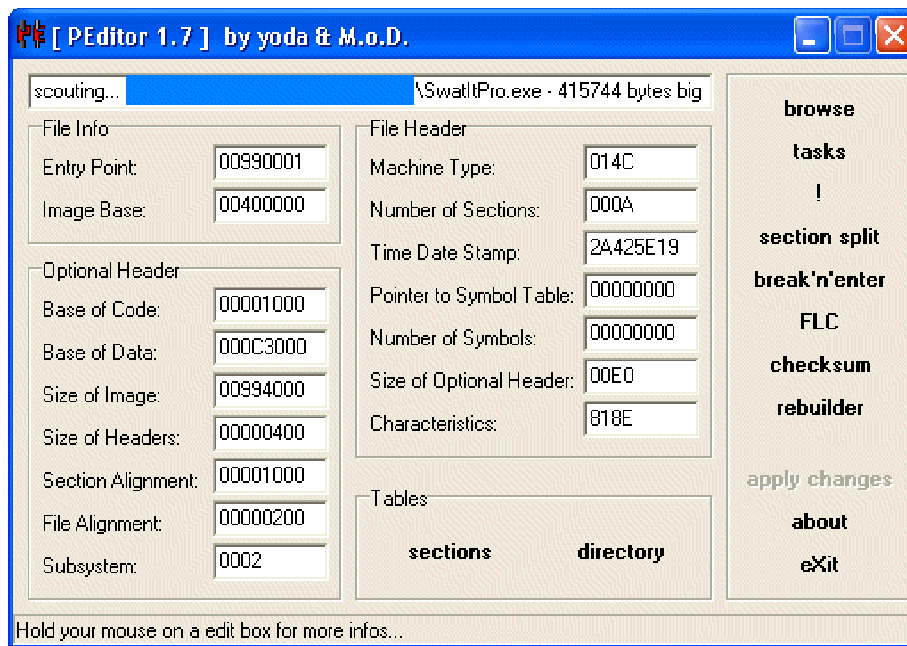 [ PEditor 1.7 ] by yoda & M.o.D.
scouting... \SwatItPro.exe - 415744 bytes big
File Info
Entry Point: 00990001
Image Base: 00400000
Optional Header
Base of Code: 00001000
Base of Data: 000C3000
Size of Image: 00994000
Size of Headers: 00000400
Section Alignment: 00001000
File Alignment: 00000200
Subsystem: 0002
File Header
Machine Type: 014C
Number of Sections: 000A
Time Date Stamp: 2A425E19
Pointer to Symbol Table: 00000000
Number of Symbols: 00000000
Size of Optional Header: 00E0
Characteristics: 818E
Tables
sections directory
browse
tasks
!
section split
break'n'enter
FLC
checksum
rebuilder
apply changes
about
eXit
Hold your mouse on a edit box for more infos...